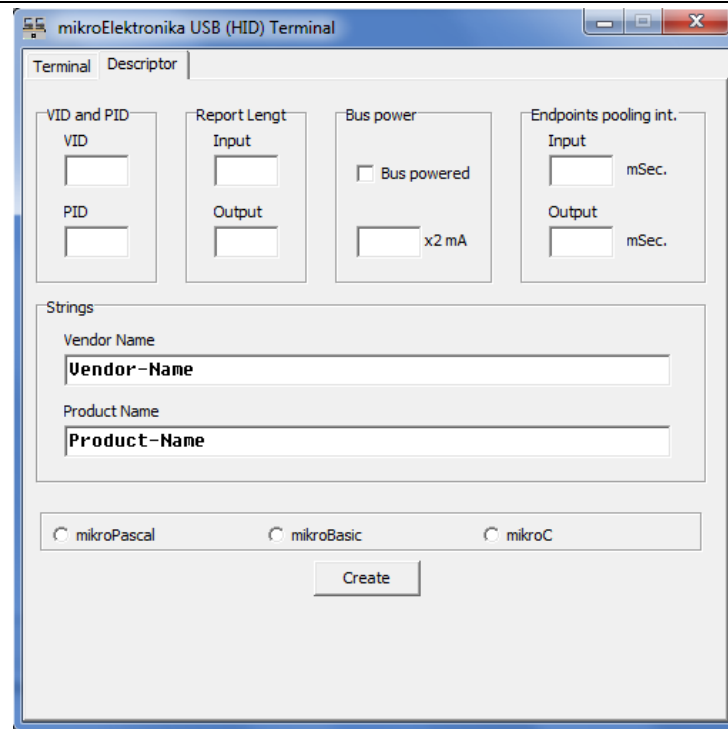 mikroElektronika USB (HID) Terminal
Terminal Descriptor
VID and PID Report Lengt Bus power Endpoints pooling int.
VID Input Input
Bus powered mSec.
PID Output Output
x2 mA mSec.
Strings
Vendor Name
Vendor-Name
Product Name
Product-Name
mikroPascal mikroBasic mikroC
Create